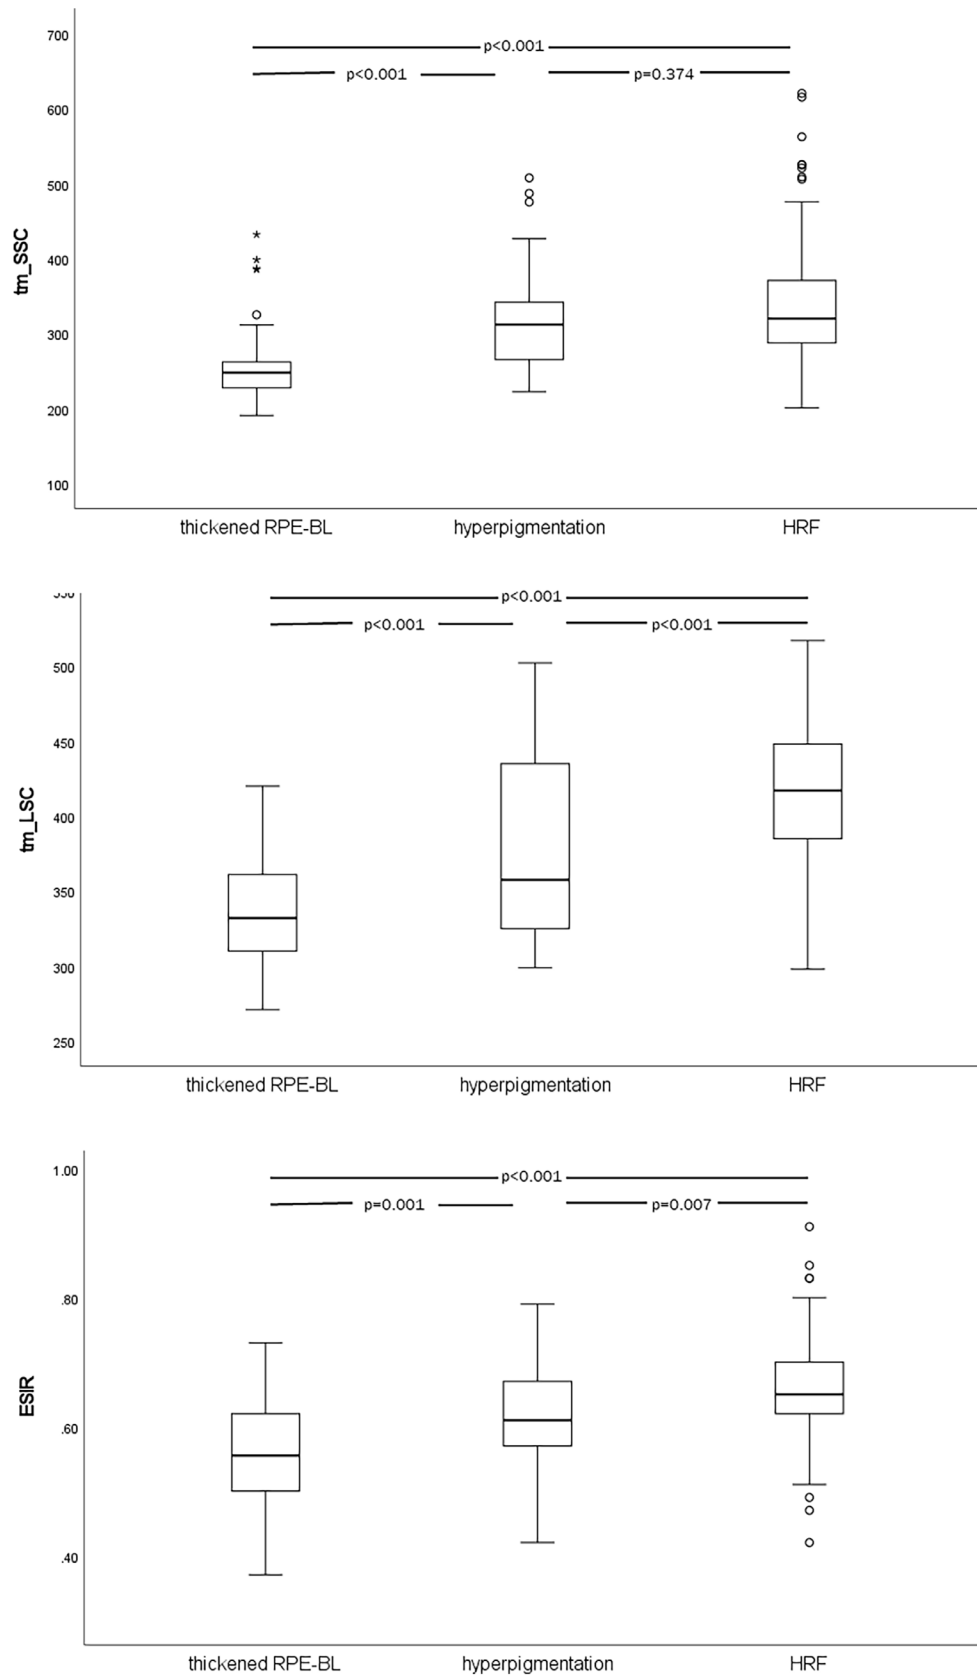 700
p<0.001
p<0.001 p=0.374
600
500
400
tm_SSC
300
200
100
thickened RPE-BL hyperpigmentation HRF
p<0.001
p<0.001 p<0.001
500
450
400
tm_LSC
350
300
250
thickened RPE-BL hyperpigmentation HRF
1.00
p<0.001
p=0.001 p=0.007
.80
.60
ESIR
.40
thickened RPE-BL hyperpigmentation HRF